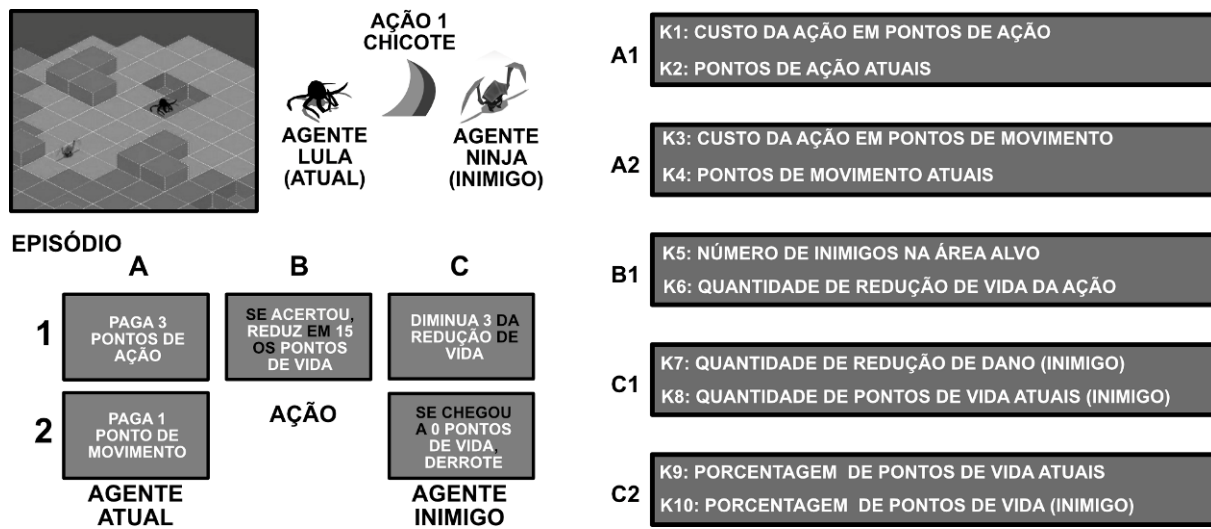 AÇÃO 1
CHICOTE
AGENTE
LULA
(ATUAL)
AGENTE
NINJA
(INIMIGO)
EPISÓDIO
A
B
C
1
PAGA 3
PONTOS DE
AÇÃO
SE ACERTOU,
REDUZ EM 15
OS PONTOS
DE VIDA
DIMINUA 3 DA
REDUÇÃO DE
VIDA
2
PAGA 1
PONTO DE
MOVIMENTO
AÇÃO
SE CHEGOU
A 0 PONTOS
DE VIDA,
DERROTE
AGENTE
ATUAL
AGENTE
INIMIGO
A1
K1: CUSTO DA AÇÃO EM PONTOS DE AÇÃO
K2: PONTOS DE AÇÃO ATUAIS
A2
K3: CUSTO DA AÇÃO EM PONTOS DE MOVIMENTO
K4: PONTOS DE MOVIMENTO ATUAIS
B1
K5: NÚMERO DE INIMIGOS NA ÁREA ALVO
K6: QUANTIDADE DE REDUÇÃO DE VIDA DA AÇÃO
C1
K7: QUANTIDADE DE REDUÇÃO DE DANO (INIMIGO)
K8: QUANTIDADE DE PONTOS DE VIDA ATUAIS (INIMIGO)
C2
K9: PORCENTAGEM DE PONTOS DE VIDA ATUAIS
K10: PORCENTAGEM DE PONTOS DE VIDA (INIMIGO)